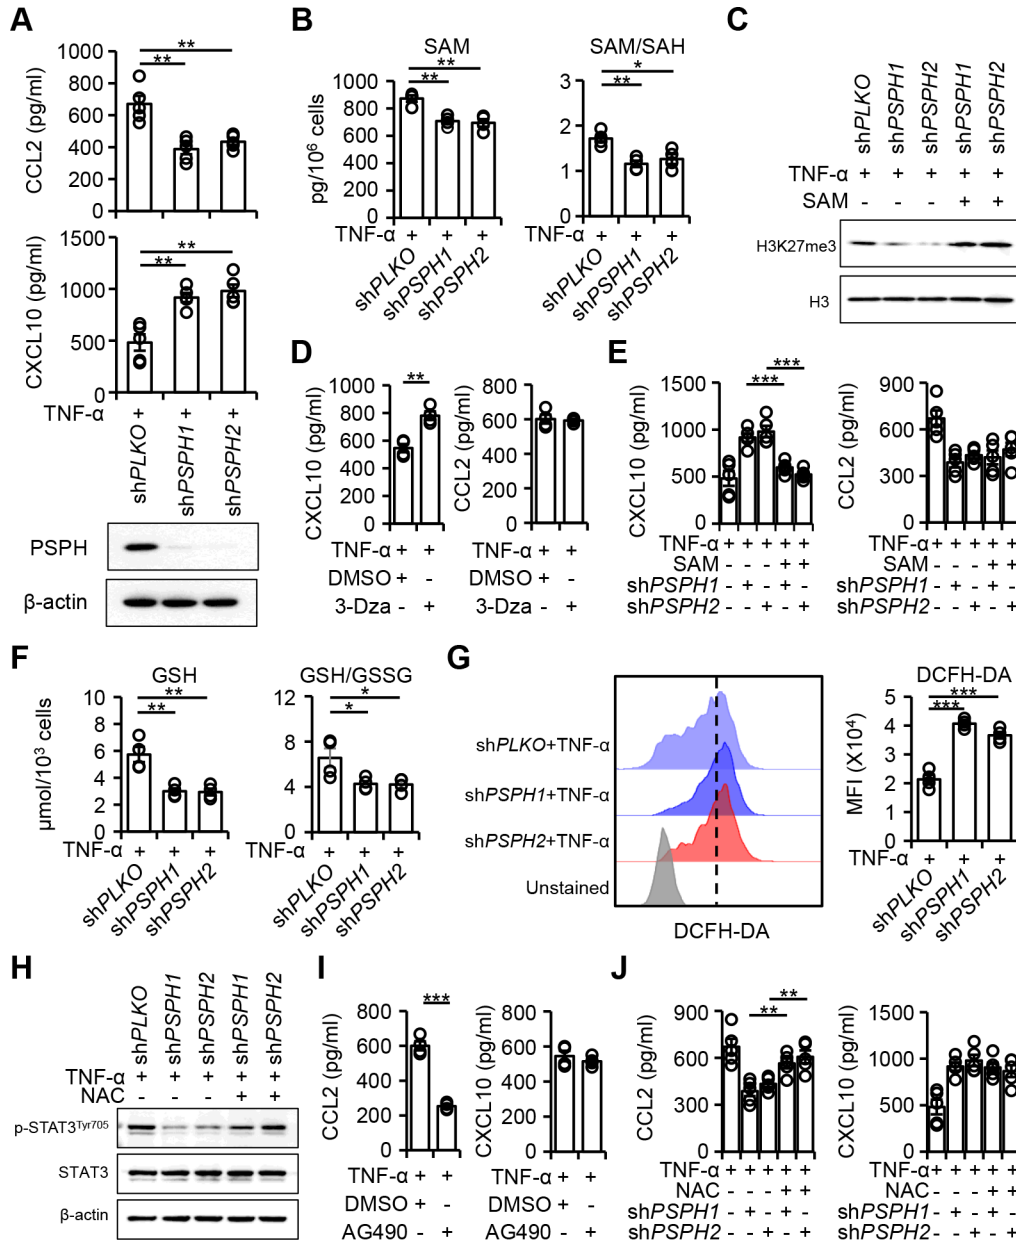 A
CCL2 (pg/ml)
1000
800
600
400
200
0
**
**
CXCL10 (pg/ml)
1500
1000
500
0
**
**
TNF-α + + +
shPLKO
shPSPH1
shPSPH2
PSPH
β-actin
B
SAM
pg/10⁶ cells
1000
800
600
400
200
0
**
**
TNF-α + + +
shPLKO
shPSPH1
shPSPH2
SAM/SAH
3
2
1
0
*
**
TNF-α + + +
shPLKO
shPSPH1
shPSPH2
C
shPLKO
shPSPH1
shPSPH2
shPSPH1
shPSPH2
TNF-α + + + + +
SAM - - - + +
H3K27me3
H3
D
CXCL10 (pg/ml)
1000
800
600
400
200
0
**
TNF-α + +
DMSO + -
3-Dza - +
CCL2 (pg/ml)
1000
800
600
400
200
0
TNF-α + +
DMSO + -
3-Dza - +
E
CXCL10 (pg/ml)
1500
1000
500
0
***
***
TNF-α + + + + +
SAM - - - + +
shPSPH1 - + - + -
shPSPH2 - - + - +
CCL2 (pg/ml)
900
600
300
0
TNF-α + + + + +
SAM - - - + +
shPSPH1 - + - + -
shPSPH2 - - + - +
F
GSH
µmol/10³ cells
10
8
6
4
2
0
**
**
TNF-α + + +
shPLKO
shPSPH1
shPSPH2
GSH/GSSG
12
8
4
0
*
*
TNF-α + + +
shPLKO
shPSPH1
shPSPH2
G
shPLKO+TNF-α
shPSPH1+TNF-α
shPSPH2+TNF-α
Unstained
DCFH-DA
DCFH-DA
MFI (X10⁴)
5
4
3
2
1
0
***
***
TNF-α + + +
shPLKO
shPSPH1
shPSPH2
H
shPLKO
shPSPH1
shPSPH2
shPSPH1
shPSPH2
TNF-α + + + + +
NAC - - - + +
p-STAT3ᵀʸʳ⁷⁰⁵
STAT3
β-actin
I
CCL2 (pg/ml)
800
600
400
200
0
***
TNF-α + +
DMSO + -
AG490 - +
CXCL10 (pg/ml)
800
600
400
200
0
TNF-α + +
DMSO + -
AG490 - +
J
CCL2 (pg/ml)
900
600
300
0
**
**
TNF-α + + + + +
NAC - - - + +
shPSPH1 - + - + -
shPSPH2 - - + - +
CXCL10 (pg/ml)
1500
1000
500
0
TNF-α + + + + +
NAC - - - + +
shPSPH1 - + - + -
shPSPH2 - - + - +